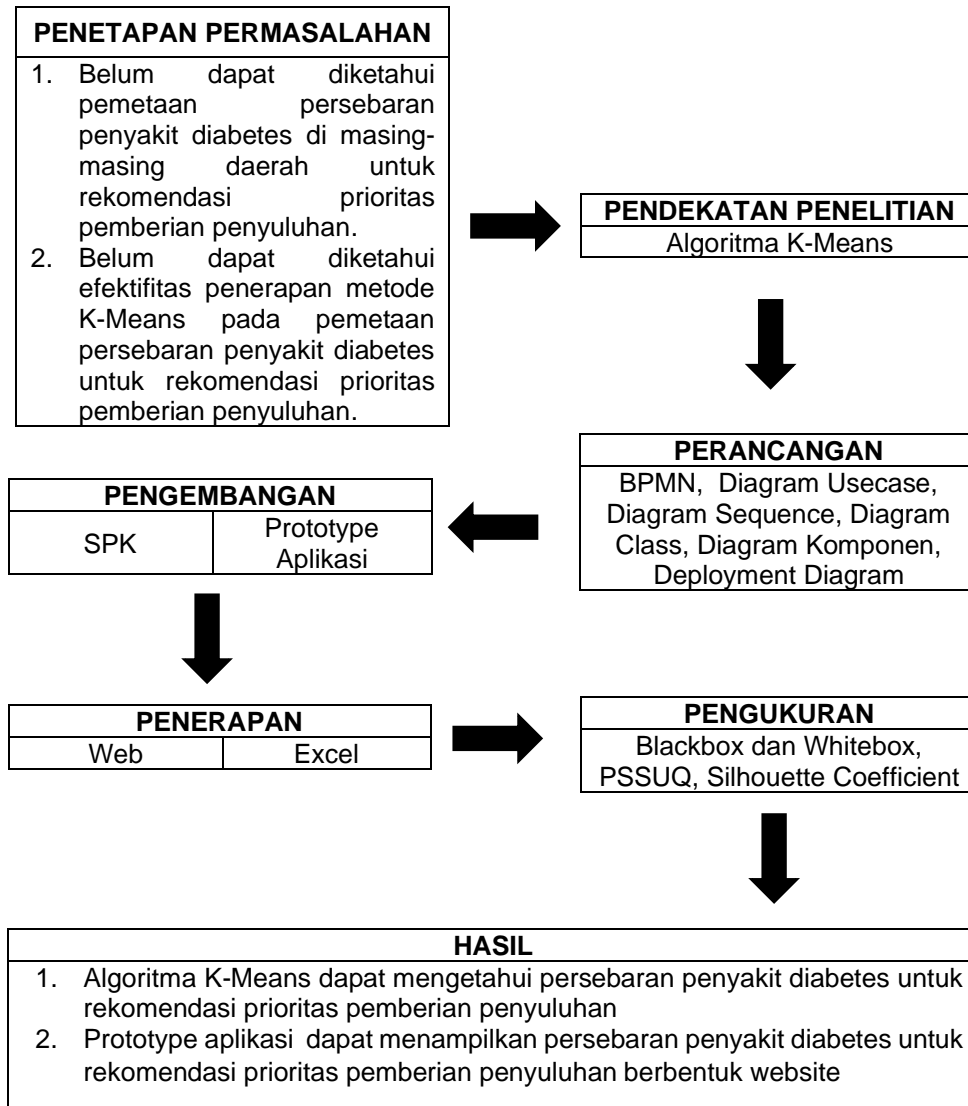 PENETAPAN PERMASALAHAN
1. Belum dapat diketahui
pemetaan persebaran
penyakit diabetes di masing-
masing daerah untuk
rekomendasi prioritas
pemberian penyuluhan.
2. Belum dapat diketahui
efektifitas penerapan metode
K-Means pada pemetaan
persebaran penyakit diabetes
untuk rekomendasi prioritas
pemberian penyuluhan.
PENDEKATAN PENELITIAN
Algoritma K-Means
PERANCANGAN
BPMN, Diagram Usecase,
Diagram Sequence, Diagram
Class, Diagram Komponen,
Deployment Diagram
PENGEMBANGAN
SPK
Prototype
Aplikasi
PENERAPAN
Web
Excel
PENGUKURAN
Blackbox dan Whitebox,
PSSUQ, Silhouette Coefficient
HASIL
1. Algoritma K-Means dapat mengetahui persebaran penyakit diabetes untuk
rekomendasi prioritas pemberian penyuluhan
2. Prototype aplikasi dapat menampilkan persebaran penyakit diabetes untuk
rekomendasi prioritas pemberian penyuluhan berbentuk website